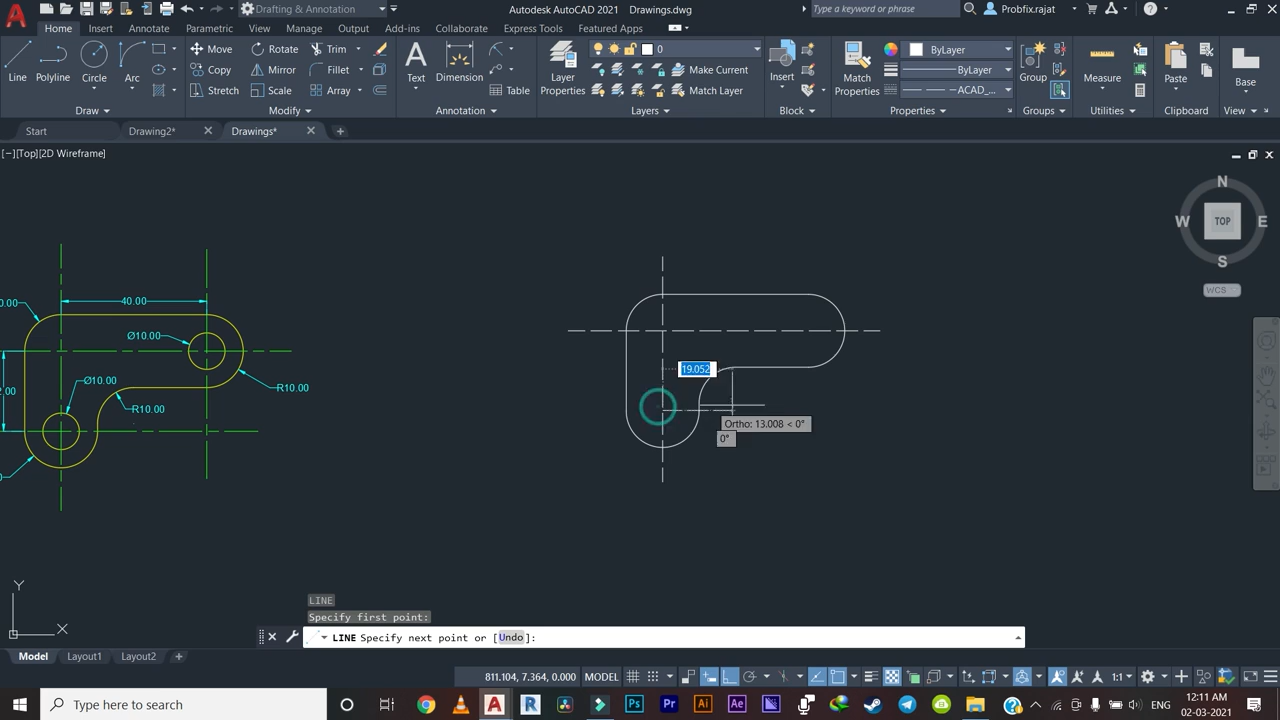 Drafting & Annotation
Autodesk AutoCAD 2021 Drawings.dwg
Type a keyword or phrase
Probfix.rajat
Home Insert Annotate Parametric View Manage Output Add-ins Collaborate Express Tools Featured Apps
Line Polyline Circle Arc
Move Rotate Trim
Copy Mirror Fillet
Stretch Scale Array
Text Dimension Table
Layer Properties
0
Make Current
Match Layer
Insert
Match Properties
ByLayer
ByLayer
ACAD_...
Group
Measure
Paste
Base
Draw Modify Annotation Layers Block Properties Groups Utilities Clipboard View
Start Drawing2* Drawings*
[−][Top][2D Wireframe]
N
W TOP E
S
WCS
40.00
Ø10.00
Ø10.00
R10.00
R10.00
19.052
Ortho: 13.008 < 0°
0°
Y
X
LINE
Specify first point:
LINE Specify next point or [Undo]:
Model Layout1 Layout2
811.104, 7.364, 0.000 MODEL 1:1
Type here to search
ENG
12:11 AM
02-03-2021